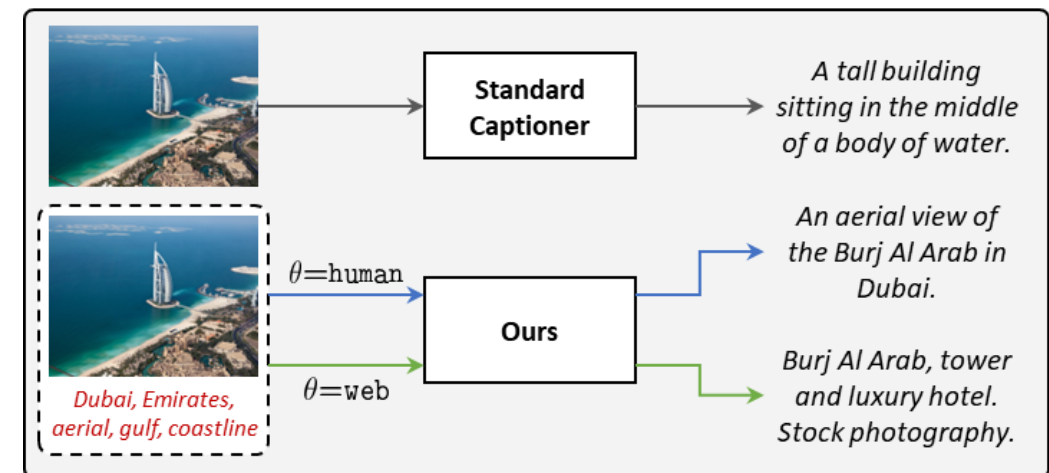 Standard
Captioner
A tall building
sitting in the middle
of a body of water.
θ=human
θ=web
Dubai, Emirates,
aerial, gulf, coastline
Ours
An aerial view of
the Burj Al Arab in
Dubai.
Burj Al Arab, tower
and luxury hotel.
Stock photography.